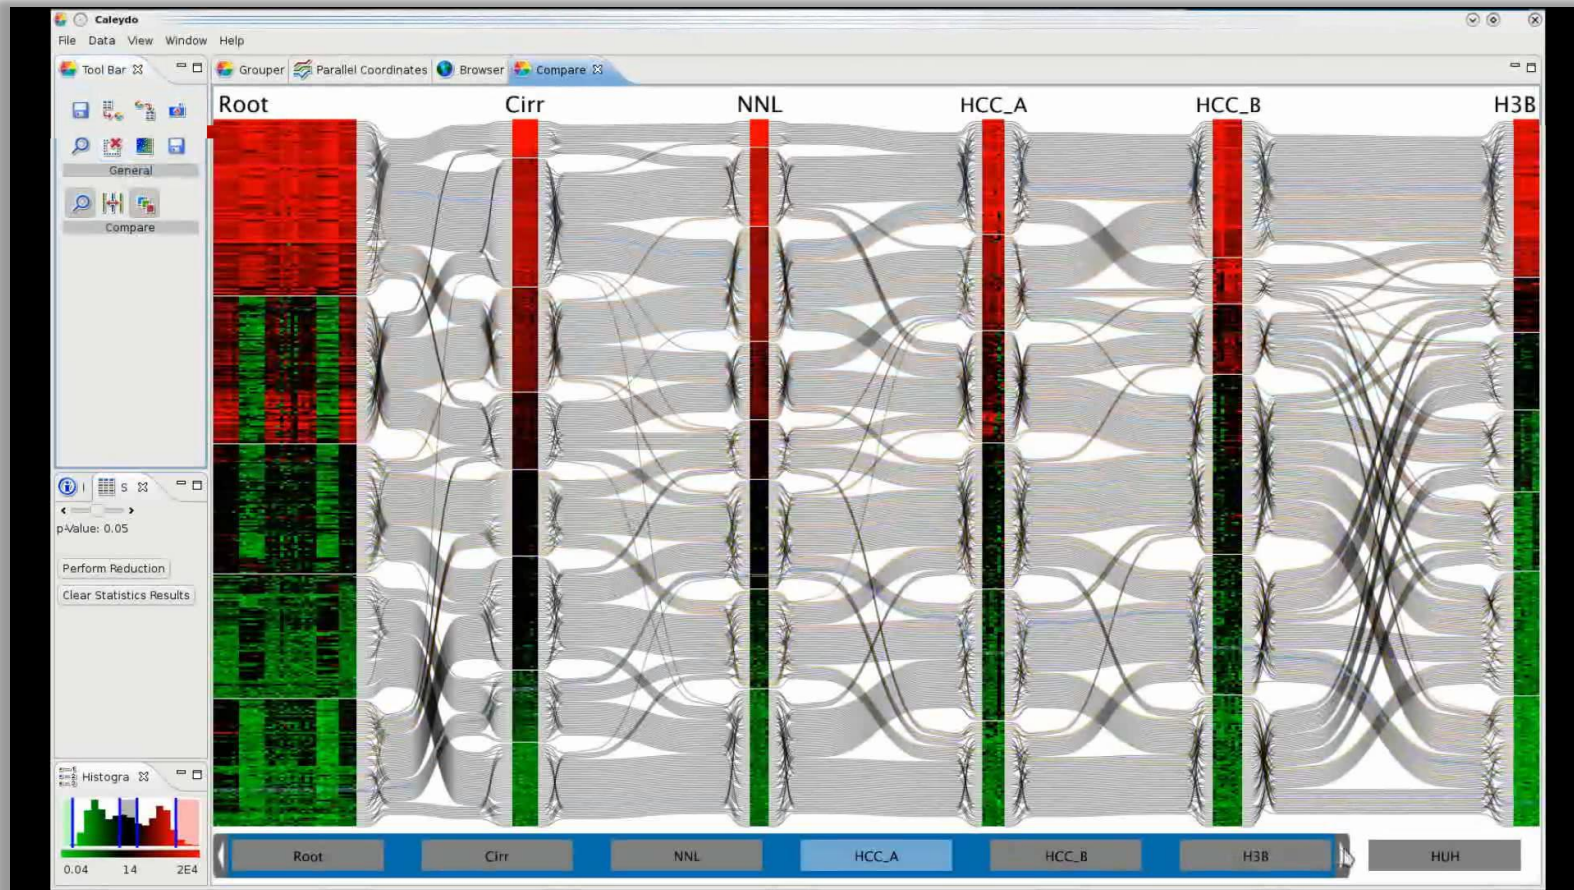 Caleydo
File Data View Window Help
Tool Bar
Grouper Parallel Coordinates Browser Compare
Root Cirr NNL HCC_A HCC_B H3B
General
Compare
I S
p-Value: 0.05
Perform Reduction
Clear Statistics Results
Histogra
0.04 14 2E4
Root Cirr NNL HCC_A HCC_B H3B HUH